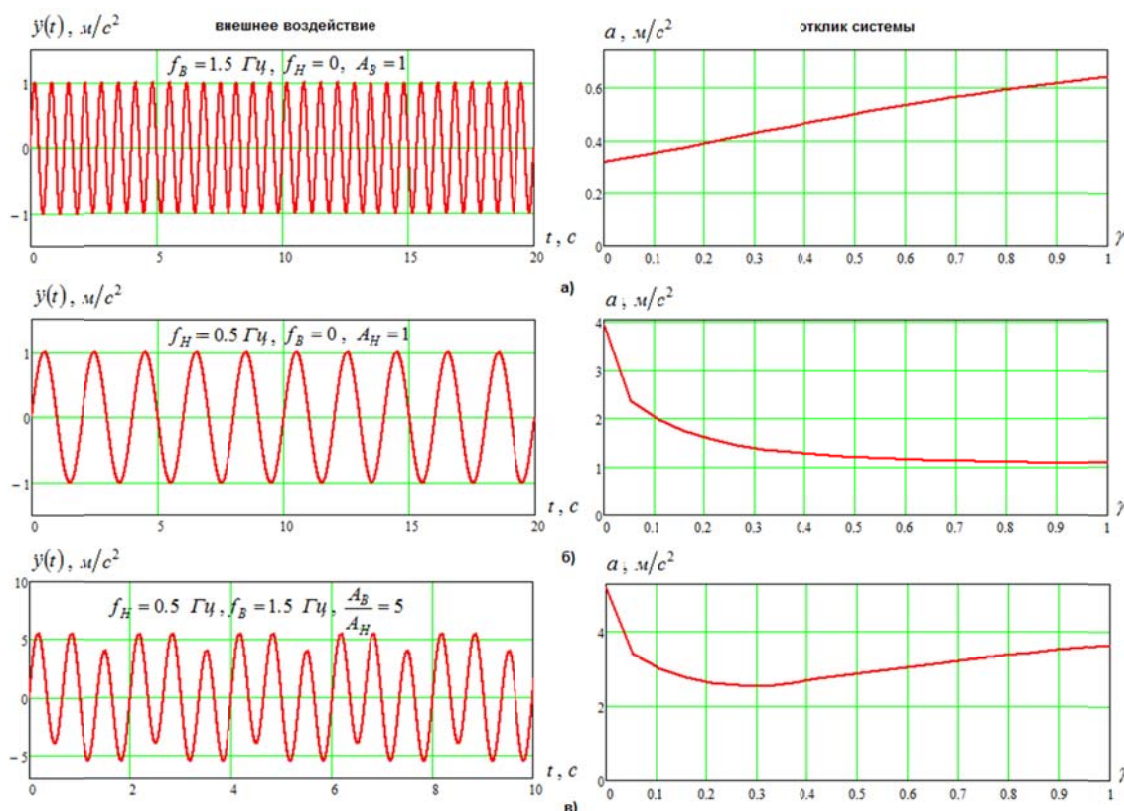 внешнее воздействие
отклик системы
ÿ(t) , м/с²
a , м/с²
f_B = 1.5 Гц , f_H = 0, A_B = 1
1
0
−1
0 5 10 15 20
t , с
0.6
0.4
0.2
0
0 0.1 0.2 0.3 0.4 0.5 0.6 0.7 0.8 0.9 1
γ
а)
ÿ(t) , м/с²
a , м/с²
f_H = 0.5 Гц, f_B = 0, A_H = 1
1
0
−1
0 5 10 15 20
t , с
4
3
2
1
0
0 0.1 0.2 0.3 0.4 0.5 0.6 0.7 0.8 0.9 1
γ
б)
ÿ(t) , м/с²
a , м/с²
f_H = 0.5 Гц , f_B = 1.5 Гц , A_B/A_H = 5
10
5
0
−5
0 2 4 6 8 10
t , с
4
2
0
0 0.1 0.2 0.3 0.4 0.5 0.6 0.7 0.8 0.9 1
γ
в)